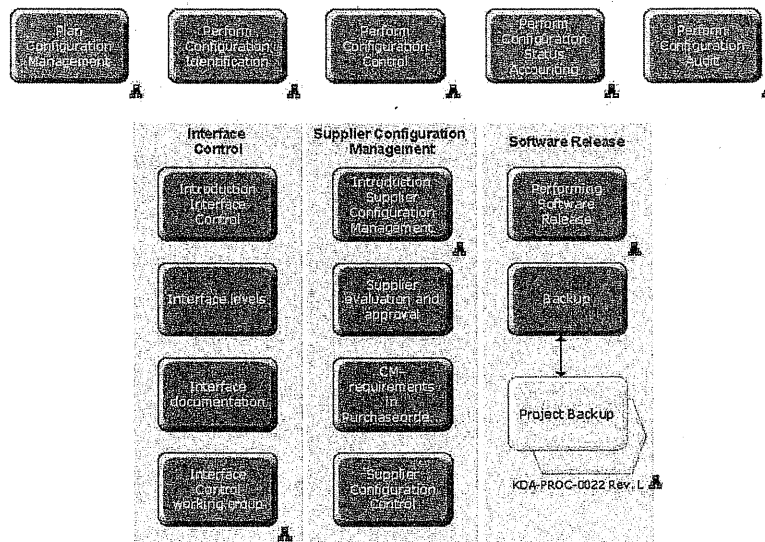 Plan
Configuration
Management
Perform
Configuration
Identification
Perform
Configuration
Control
Perform
Configuration
Status
Accounting
Perform
Configuration
Audit
Interface
Control
Introduction
Interface
Control
Interface levels
Interface
documentation
Interface
Control
working group
Supplier Configuration
Management
Introduction
Supplier
Configuration
Management
Supplier
evaluation and
approval
CM-
requirements
in
Purchaseorde..
Supplier
Configuration
Control
Software Release
Performing
Software
Release
Backup
Project Backup
KDA-PROC-0022 Rev. L